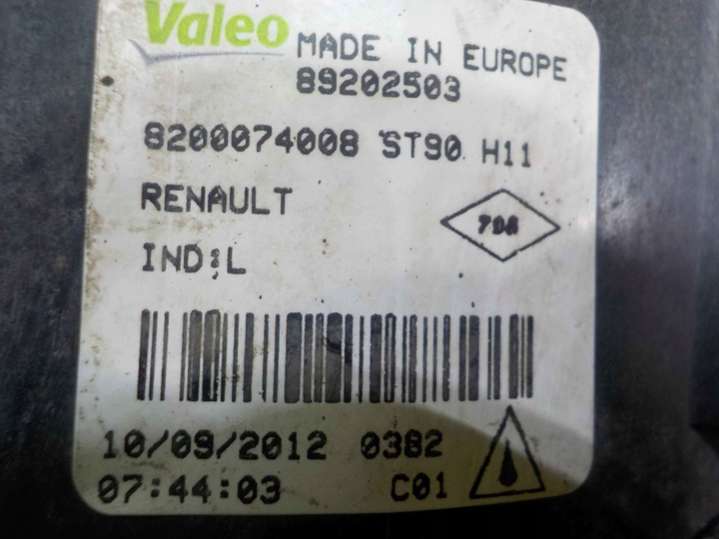 Valeo MADE IN EUROPE
89202503
8200074008 ST90 H11
RENAULT
IND:L
10/09/2012 0382
07:44:03 C01